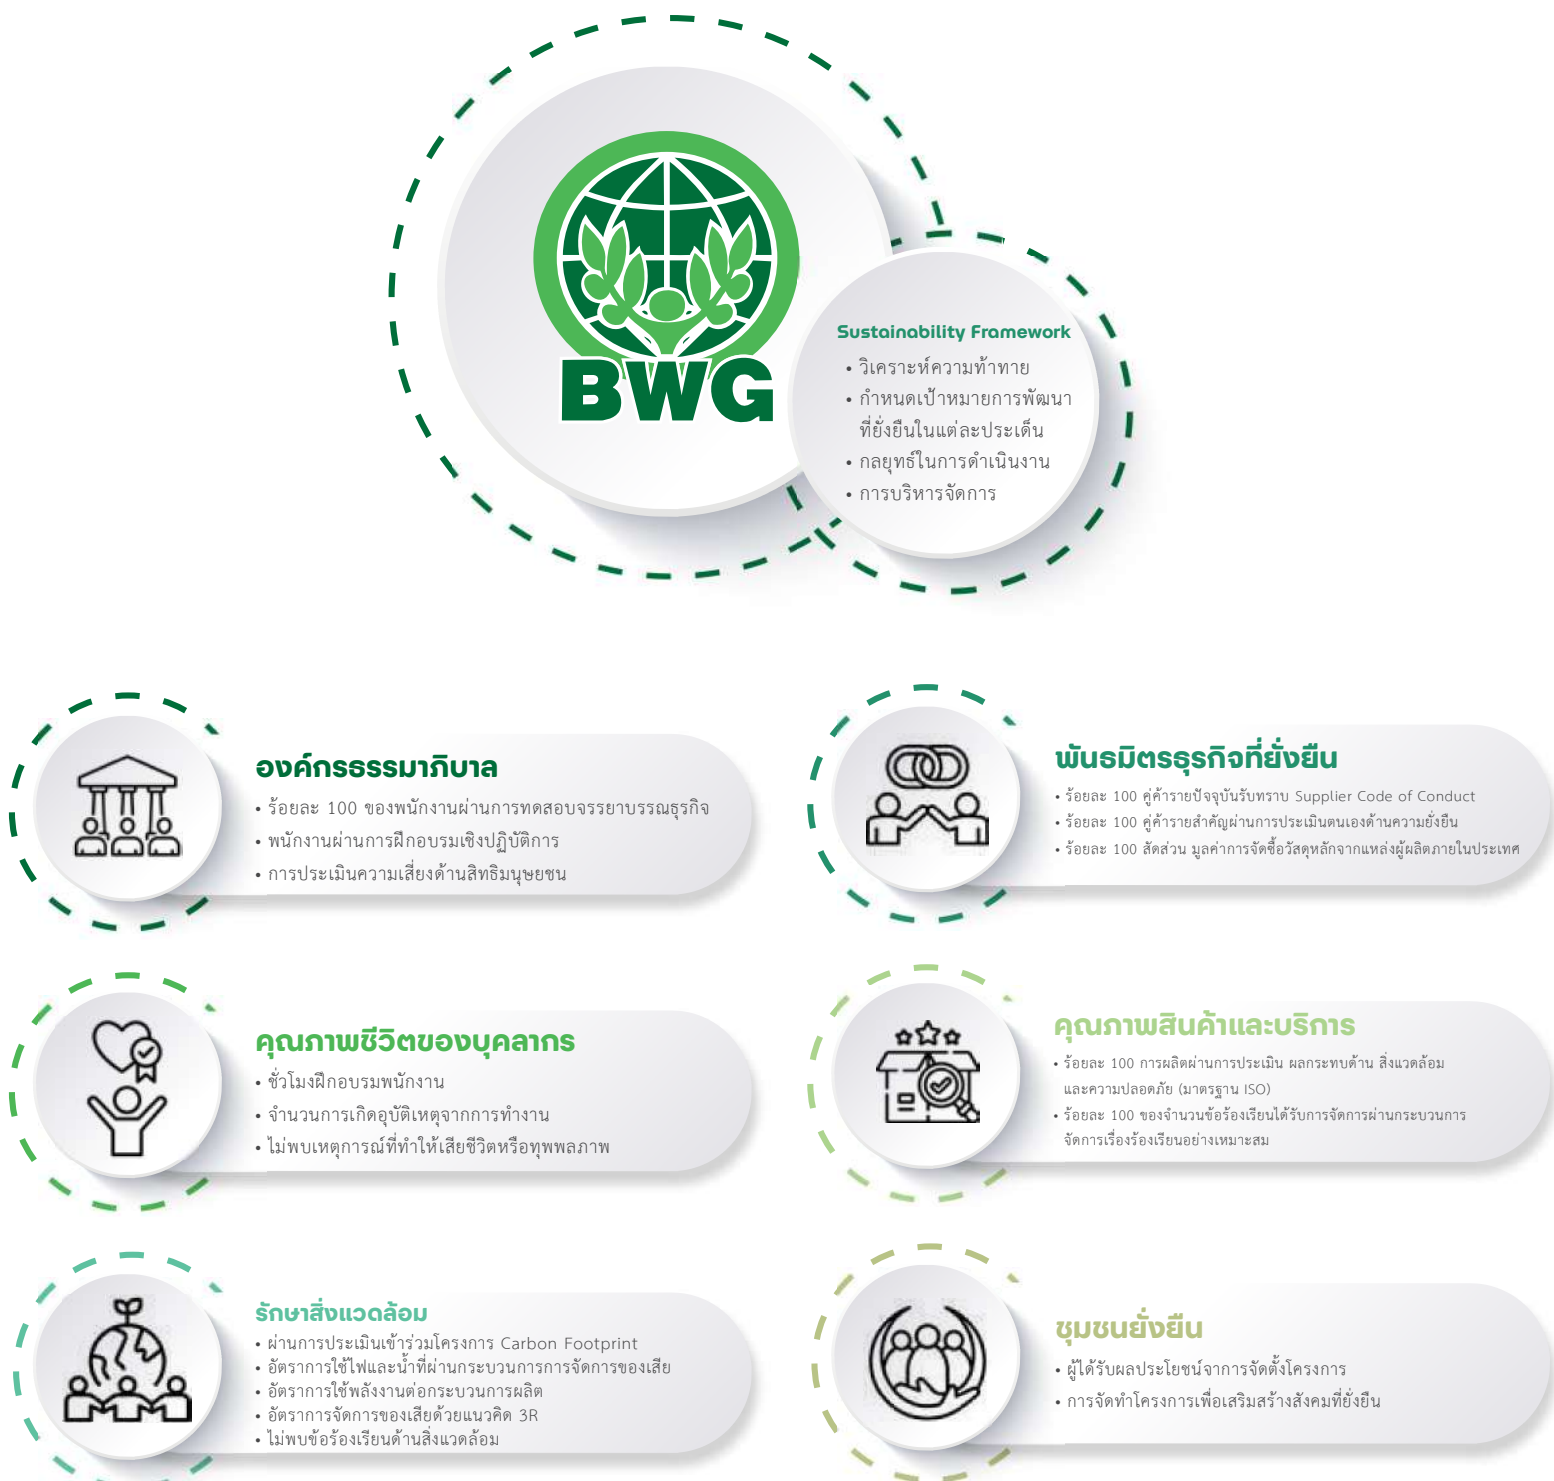 BWG
Sustainability Framework
• วิเคราะห์ความท้าทาย
• กำหนดเป้าหมายการพัฒนา
ที่ยั่งยืนในแต่ละประเด็น
• กลยุทธ์ในการดำเนินงาน
• การบริหารจัดการ
องค์กรธรรมาภิบาล
• ร้อยละ 100 ของพนักงานผ่านการทดสอบจรรยาบรรณธุรกิจ
• พนักงานผ่านการฝึกอบรมเชิงปฏิบัติการ
• การประเมินความเสี่ยงด้านสิทธิมนุษยชน
พันธมิตรธุรกิจที่ยั่งยืน
• ร้อยละ 100 คู่ค้ารายปัจจุบันรับทราบ Supplier Code of Conduct
• ร้อยละ 100 คู่ค้ารายสำคัญผ่านการประเมินตนเองด้านความยั่งยืน
• ร้อยละ 100 สัดส่วน มูลค่าการจัดซื้อวัสดุหลักจากแหล่งผู้ผลิตภายในประเทศ
คุณภาพชีวิตของบุคลากร
• ชั่วโมงฝึกอบรมพนักงาน
• จำนวนการเกิดอุบัติเหตุจากการทำงาน
• ไม่พบเหตุการณ์ที่ทำให้เสียชีวิตหรือทุพพลภาพ
คุณภาพสินค้าและบริการ
• ร้อยละ 100 การผลิตผ่านการประเมิน ผลกระทบด้าน สิ่งแวดล้อม
และความปลอดภัย (มาตรฐาน ISO)
• ร้อยละ 100 ของจำนวนข้อร้องเรียนได้รับการจัดการผ่านกระบวนการ
จัดการเรื่องร้องเรียนอย่างเหมาะสม
รักษาสิ่งแวดล้อม
• ผ่านการประเมินเข้าร่วมโครงการ Carbon Footprint
• อัตราการใช้ไฟและน้ำที่ผ่านกระบวนการการจัดการของเสีย
• อัตราการใช้พลังงานต่อกระบวนการผลิต
• อัตราการจัดการของเสียด้วยแนวคิด 3R
• ไม่พบข้อร้องเรียนด้านสิ่งแวดล้อม
ชุมชนยั่งยืน
• ผู้ได้รับผลประโยชน์จาการจัดตั้งโครงการ
• การจัดทำโครงการเพื่อเสริมสร้างสังคมที่ยั่งยืน